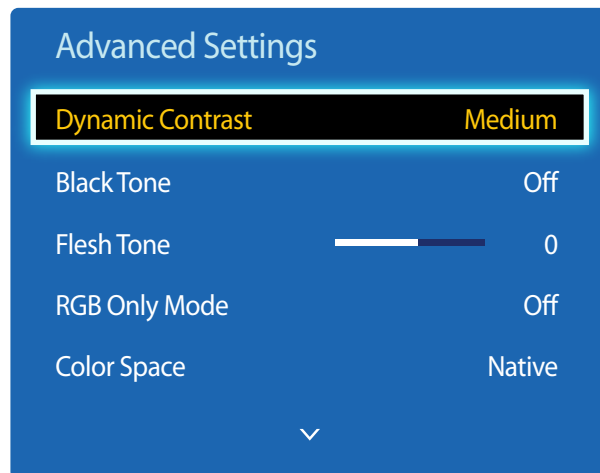 Advanced Settings
Dynamic Contrast Medium
Black Tone Off
Flesh Tone 0
RGB Only Mode Off
Color Space Native